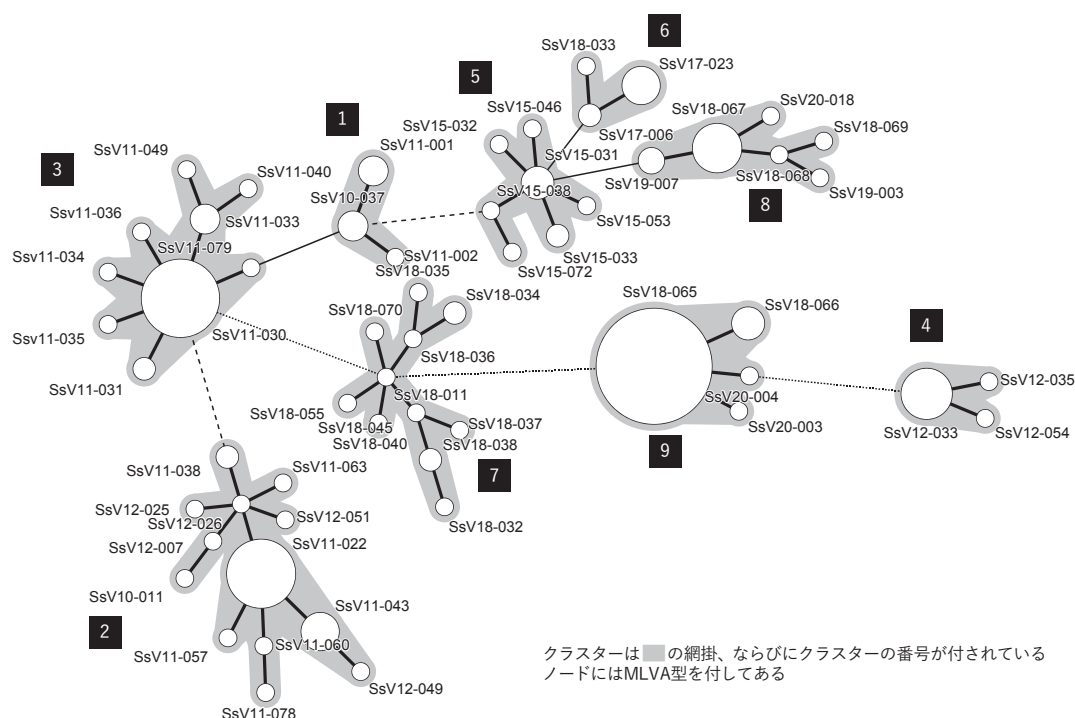 6
SsV18-033
SsV17-023
5
SsV15-046
SsV18-067
SsV20-018
1
SsV15-032
SsV11-001
SsV17-006
SsV18-069
SsV11-049
SsV15-031
3
SsV11-040
SsV10-037
SsV15-038
SsV19-007
SsV18-068
SsV19-003
Ssv11-036
SsV11-033
8
SsV15-053
SsV11-079
Ssv11-034
SsV11-002
SsV15-033
SsV18-035
SsV15-072
SsV18-034
SsV18-065
SsV18-066
SsV18-070
4
Ssv11-035
SsV11-030
SsV18-036
SsV11-031
SsV12-035
SsV18-011
SsV20-004
SsV18-055
SsV18-045
SsV18-037
SsV20-003
SsV12-033
SsV12-054
SsV18-040
SsV18-038
9
SsV11-038
SsV11-063
7
SsV12-025
SsV12-026
SsV12-051
SsV18-032
SsV12-007
SsV11-022
SsV10-011
SsV11-043
2
SsV11-060
SsV11-057
SsV12-049
SsV11-078
クラスターは の網掛、ならびにクラスターの番号が付されている
ノードにはMLVA型を付してある